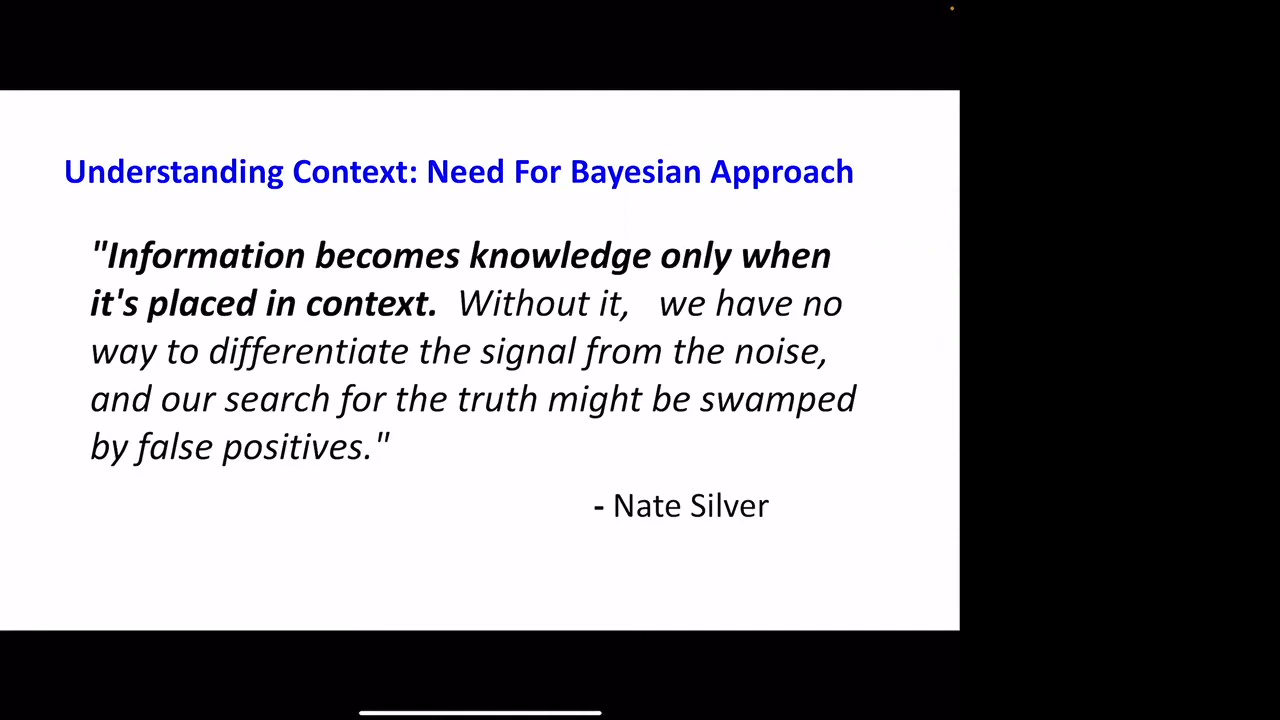 Understanding Context: Need For Bayesian Approach
"Information becomes knowledge only when
it's placed in context. Without it, we have no
way to differentiate the signal from the noise,
and our search for the truth might be swamped
by false positives."
- Nate Silver